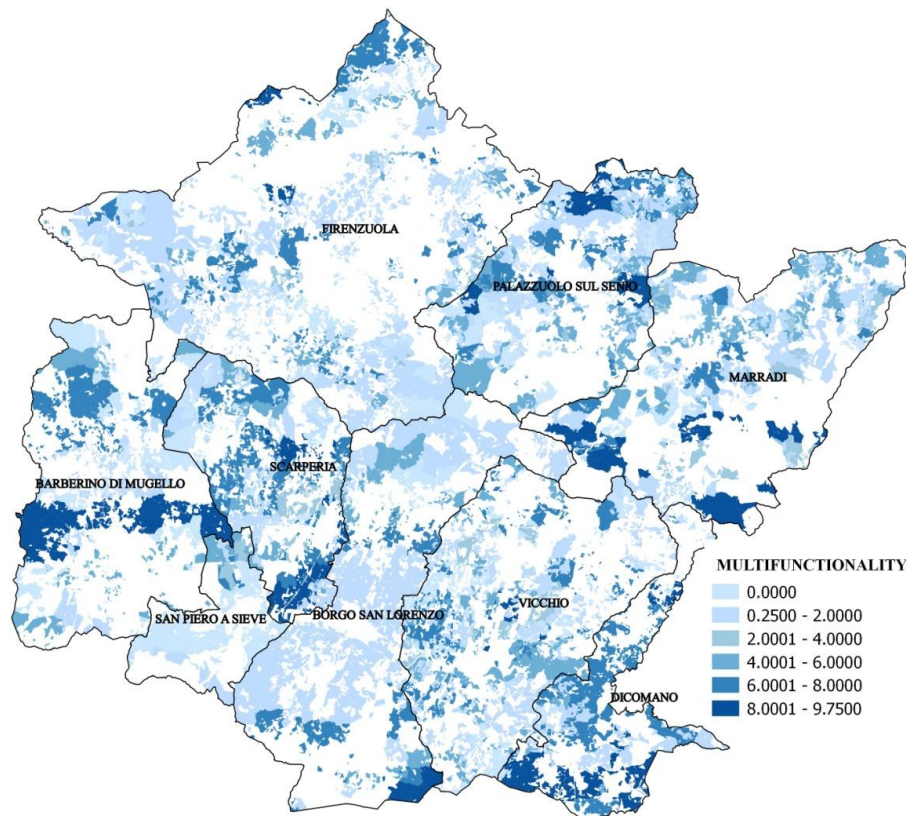 FIRENZUOLA
PALAZZUOLO SUL SENIO
MARRADI
SCARPERIA
BARBERINO DI MUGELLO
SAN PIERO A SIEVE
BORGO SAN LORENZO
VICCHIO
DICOMANO
MULTIFUNCTIONALITY
0.0000
0.2500 - 2.0000
2.0001 - 4.0000
4.0001 - 6.0000
6.0001 - 8.0000
8.0001 - 9.7500